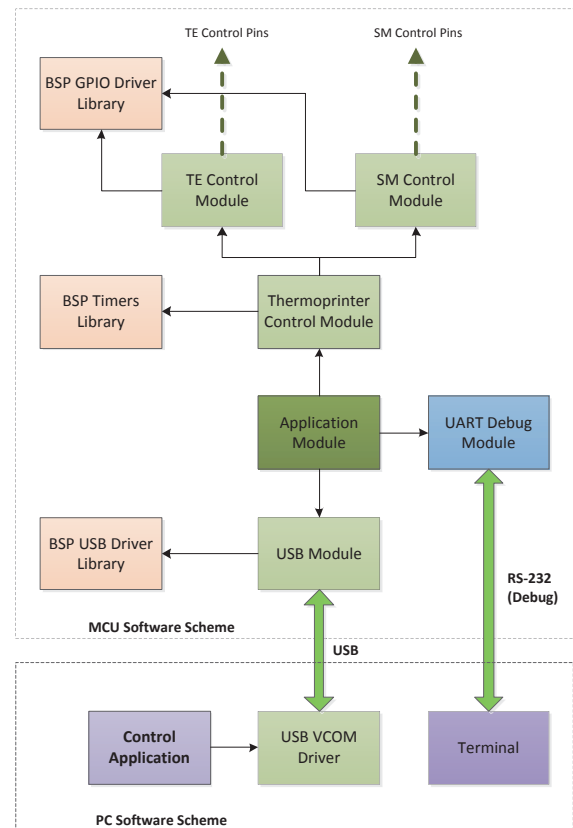 TE Control Pins
SM Control Pins
BSP GPIO Driver
Library
TE Control
Module
SM Control
Module
BSP Timers
Library
Thermoprinter
Control Module
Application
Module
UART Debug
Module
BSP USB Driver
Library
USB Module
RS-232
(Debug)
MCU Software Scheme
USB
Control
Application
USB VCOM
Driver
Terminal
PC Software Scheme